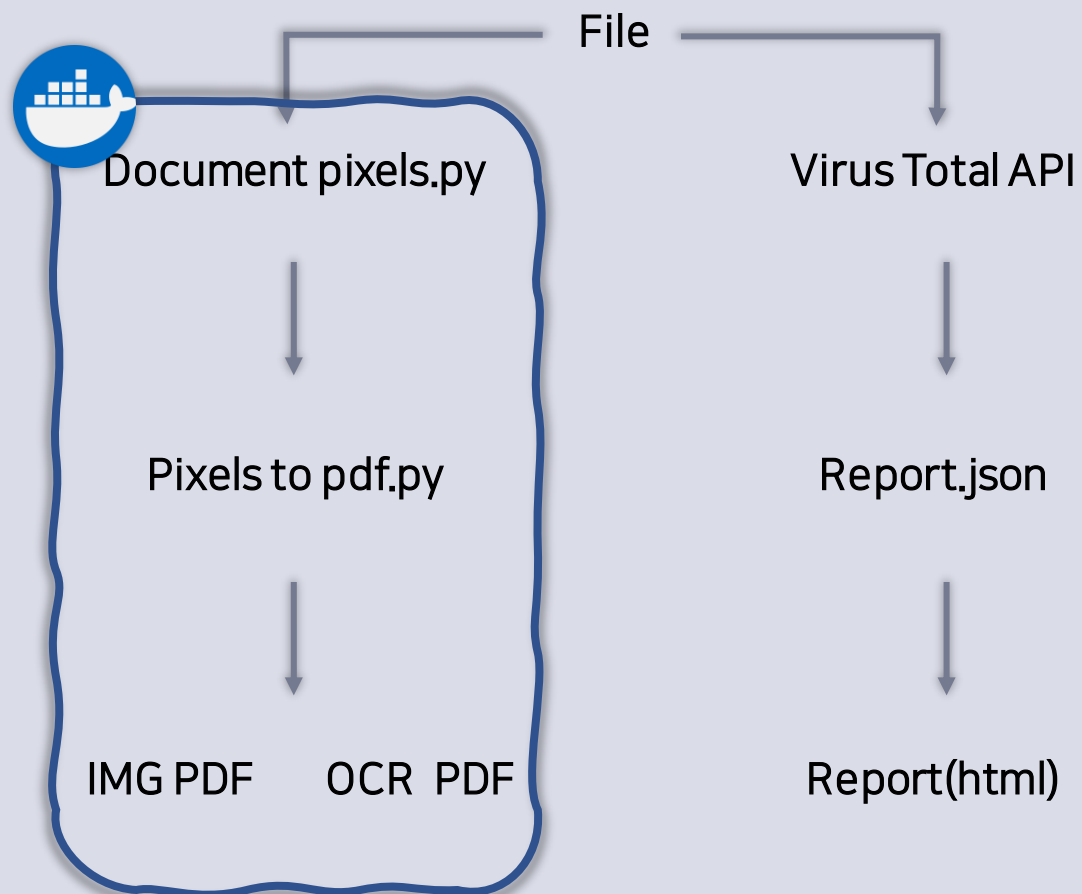 File
Document pixels.py
Virus Total API
Pixels to pdf.py
Report.json
IMG PDF
OCR PDF
Report(html)